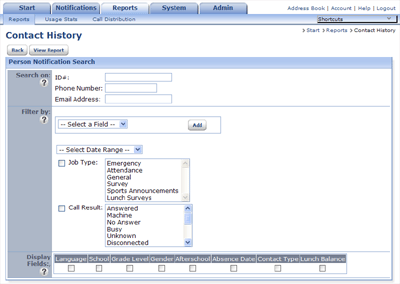 Start Notifications Reports System Admin
Address Book | Account | Help | Logout
Reports Usage Stats Call Distribution
Shortcuts
Contact History
> Start > Reports > Contact History
Back View Report
Person Notification Search
Search on:
?
ID#:
Phone Number:
Email Address:
Filter by:
?
-- Select a Field --
Add
-- Select Date Range --
Job Type:
Emergency
Attendance
General
Survey
Sports Announcements
Lunch Surveys
Call Result:
Answered
Machine
No Answer
Busy
Unknown
Disconnected
Display Fields:
?
Language School Grade Level Gender Afterschool Absence Date Contact Type Lunch Balance